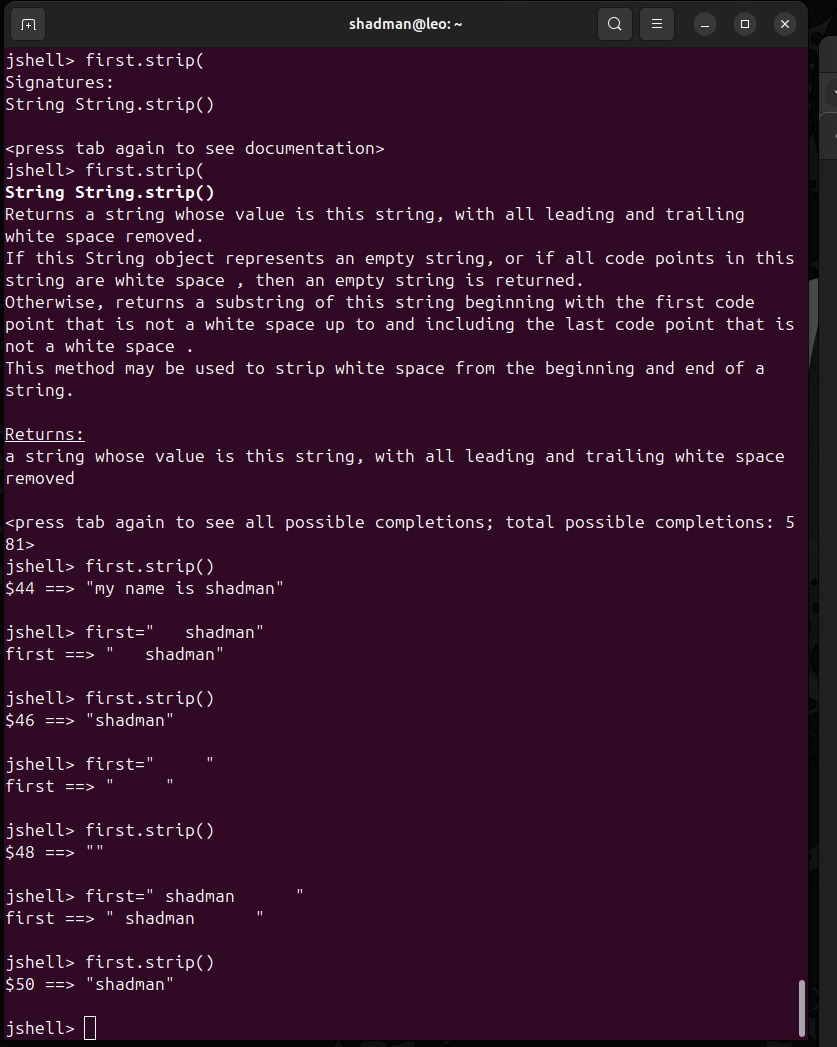 shadman@leo: ~
jshell> first.strip(
Signatures:
String String.strip()
<press tab again to see documentation>
jshell> first.strip(
String String.strip()
Returns a string whose value is this string, with all leading and trailing
white space removed.
If this String object represents an empty string, or if all code points in this
string are white space , then an empty string is returned.
Otherwise, returns a substring of this string beginning with the first code
point that is not a white space up to and including the last code point that is
not a white space .
This method may be used to strip white space from the beginning and end of a
string.
Returns:
a string whose value is this string, with all leading and trailing white space
removed
<press tab again to see all possible completions; total possible completions: 5
81>
jshell> first.strip()
$44 ==> "my name is shadman"
jshell> first="   shadman"
first ==> "   shadman"
jshell> first.strip()
$46 ==> "shadman"
jshell> first="     "
first ==> "     "
jshell> first.strip()
$48 ==> ""
jshell> first=" shadman      "
first ==> " shadman      "
jshell> first.strip()
$50 ==> "shadman"
jshell>